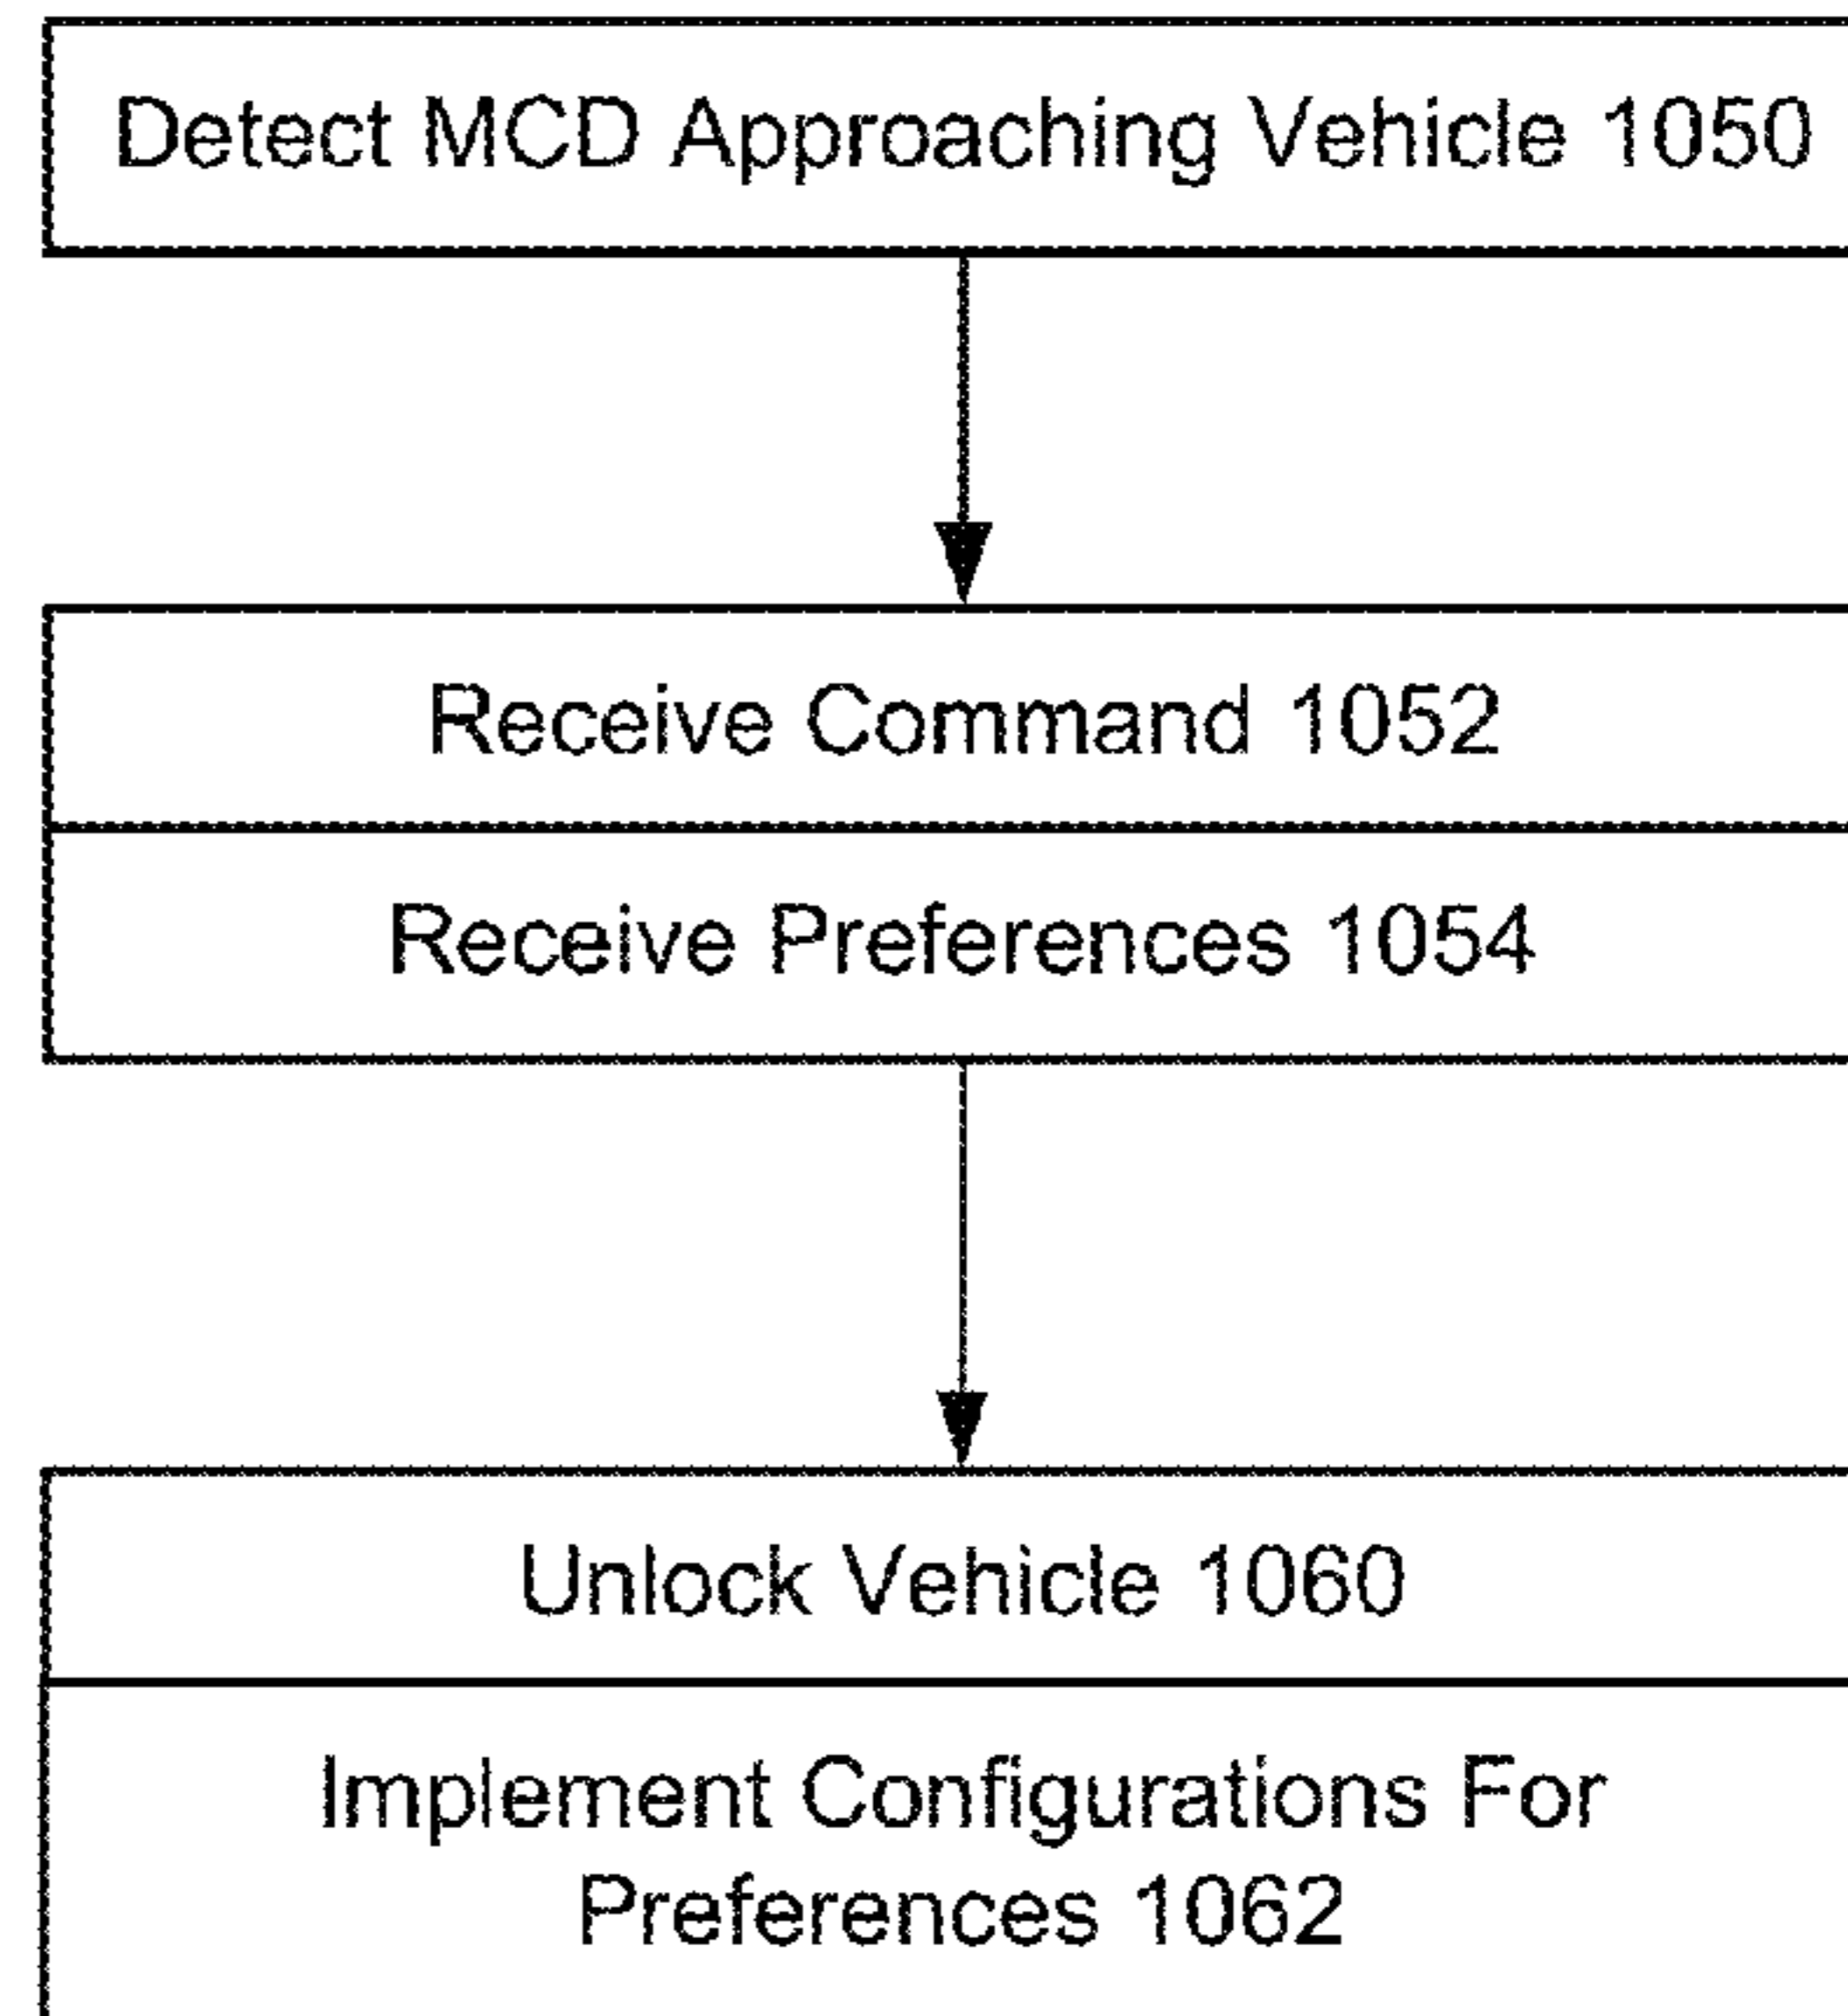 Detect MCD Approaching Vehicle 1050
Receive Command 1052
Receive Preferences 1054
Unlock Vehicle 1060
Implement Configurations For
Preferences 1062